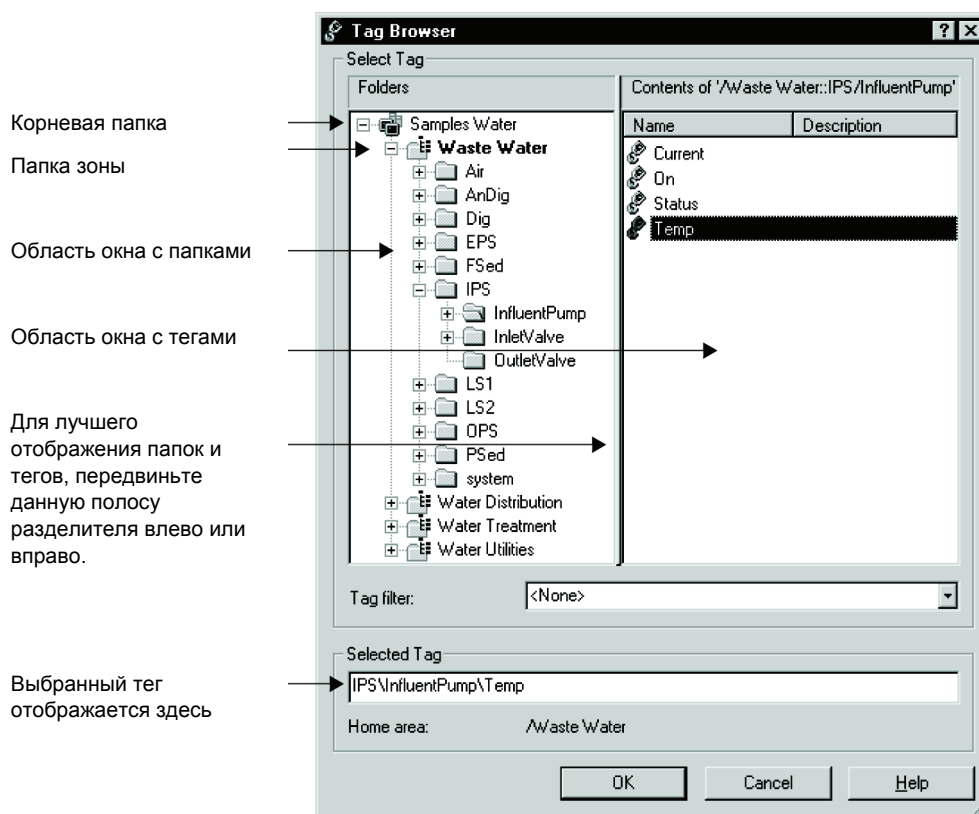 Tag Browser
Select Tag
Folders
Contents of '/Waste Water::IPS/InfluentPump'
Корневая папка
Папка зоны
Область окна с папками
Область окна с тегами
Для лучшего
отображения папок и
тегов, передвиньте
данную полосу
разделителя влево или
вправо.
Samples Water
Waste Water
Air
AnDig
Dig
EPS
FSed
IPS
InfluentPump
InletValve
OutletValve
LS1
LS2
OPS
PSed
system
Water Distribution
Water Treatment
Water Utilities
Name Description
Current
On
Status
Temp
Tag filter: <None>
Selected Tag
Выбранный тег
отображается здесь
IPS\InfluentPump\Temp
Home area: /Waste Water
OK Cancel Help